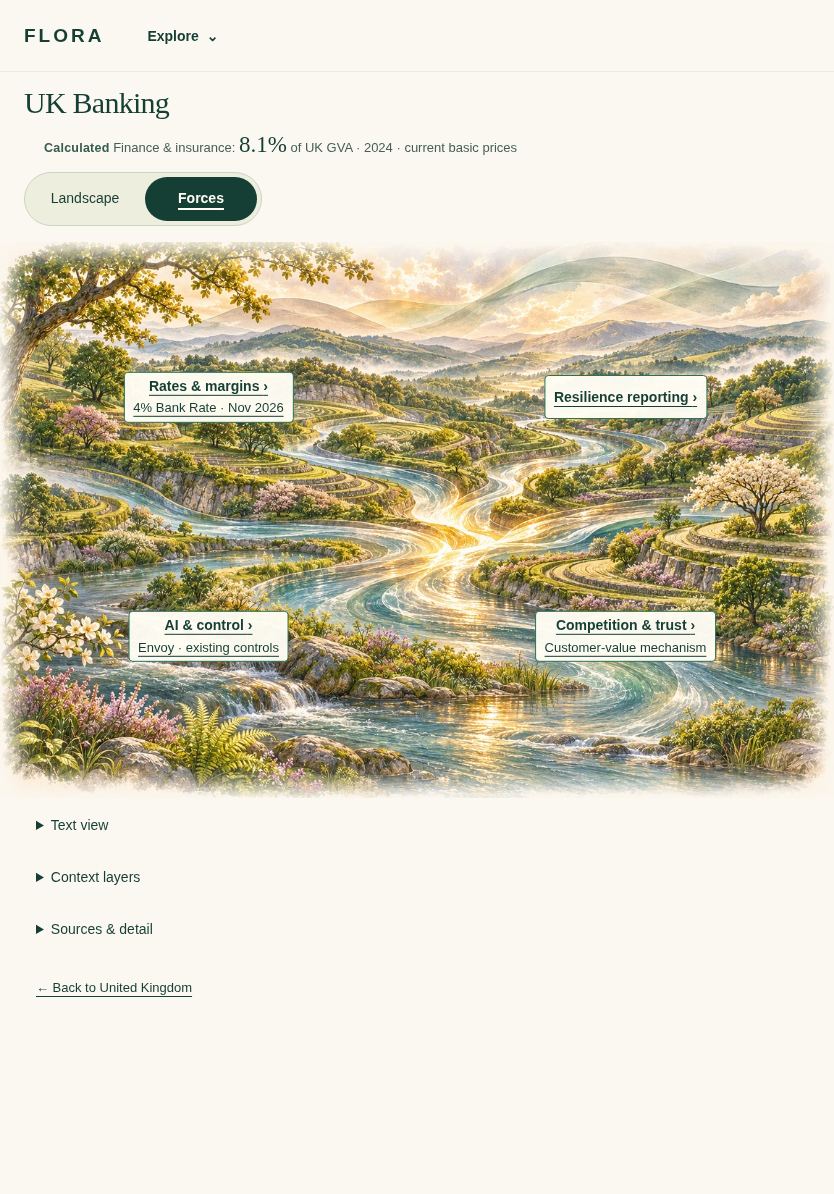 FLORA
Explore ⌄
UK Banking
Calculated Finance & insurance: 8.1% of UK GVA · 2024 · current basic prices
Landscape
Forces
Rates & margins ›
4% Bank Rate · Nov 2026
Resilience reporting ›
AI & control ›
Envoy · existing controls
Competition & trust ›
Customer-value mechanism
▶ Text view
▶ Context layers
▶ Sources & detail
← Back to United Kingdom